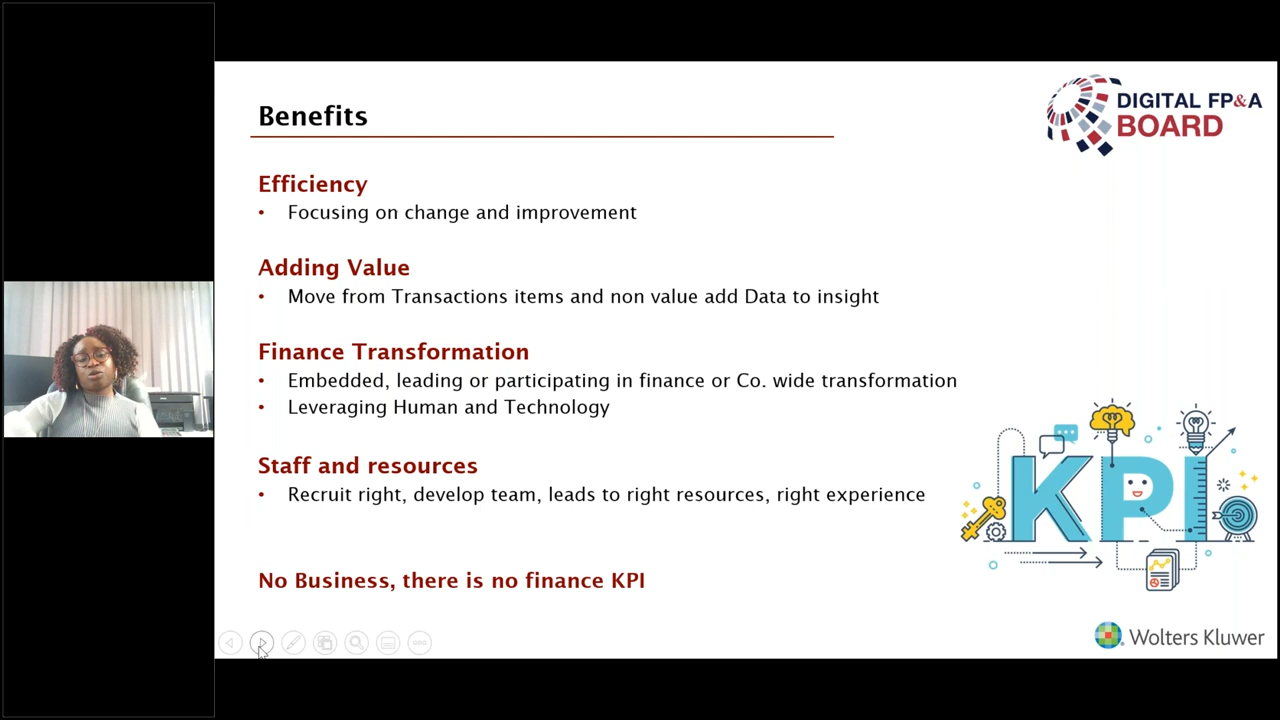 Benefits
DIGITAL FP&A
BOARD
Efficiency
• Focusing on change and improvement
Adding Value
• Move from Transactions items and non value add Data to insight
Finance Transformation
• Embedded, leading or participating in finance or Co. wide transformation
• Leveraging Human and Technology
Staff and resources
• Recruit right, develop team, leads to right resources, right experience
KPI
No Business, there is no finance KPI
Wolters Kluwer